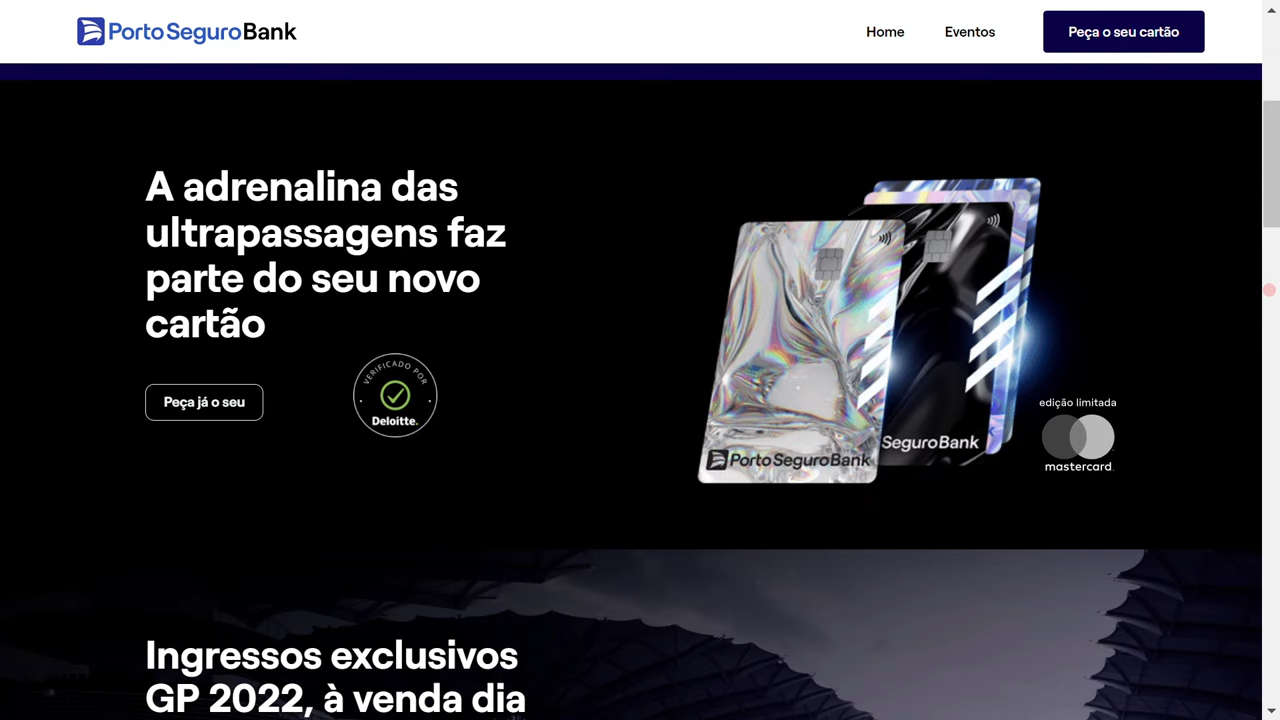 PortoSeguroBank
Home
Eventos
Peça o seu cartão
A adrenalina das
ultrapassagens faz
parte do seu novo
cartão
Peça já o seu
VERIFICADO POR
Deloitte.
PortoSeguroBank
SeguroBank
edição limitada
mastercard.
Ingressos exclusivos
GP 2022, à venda dia